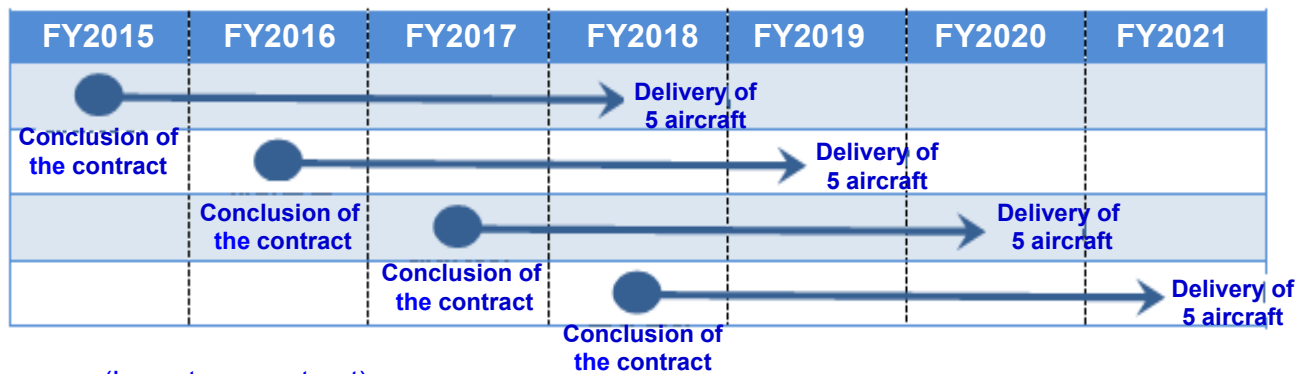 FY2015 FY2016 FY2017 FY2018 FY2019 FY2020 FY2021
Delivery of
5 aircraft
Conclusion of
the contract
Delivery of
5 aircraft
Conclusion of
the contract
Delivery of
5 aircraft
Conclusion of
the contract
Delivery of
5 aircraft
Conclusion of
the contract